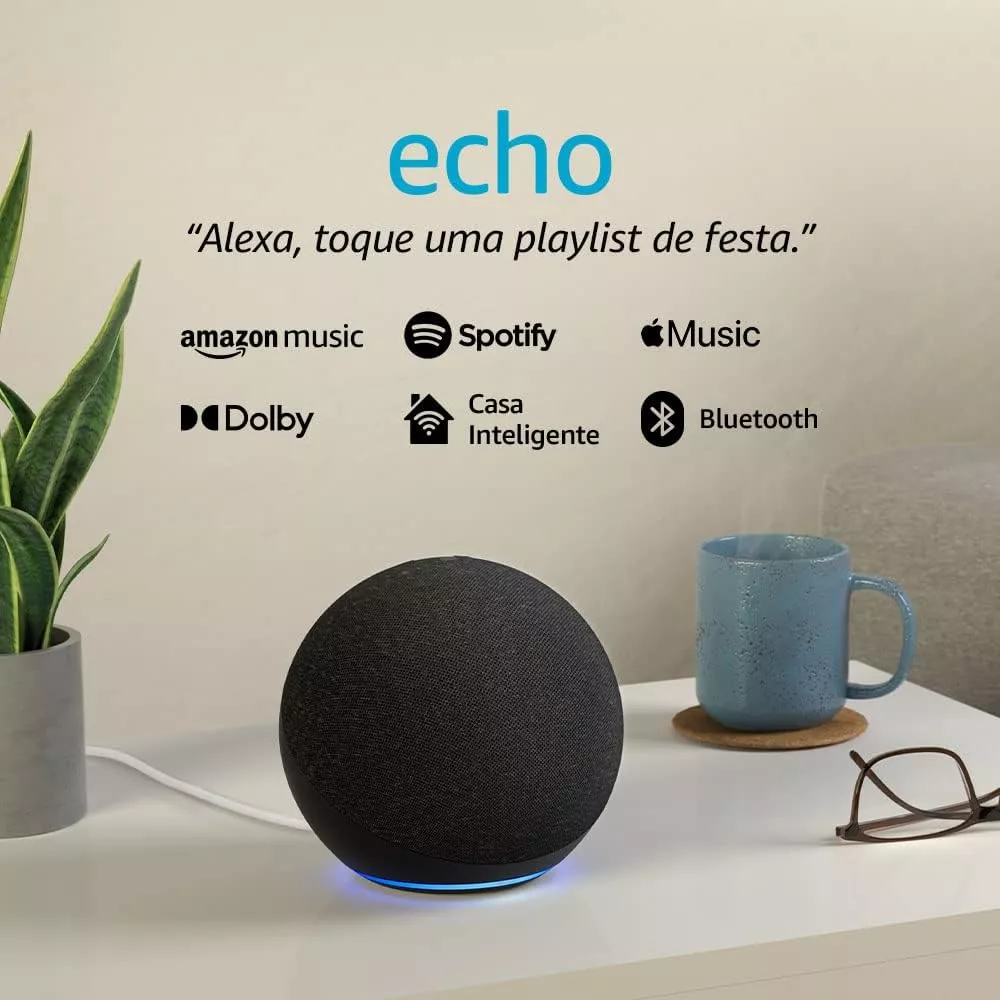 echo
“Alexa, toque uma playlist de festa.”
amazon music
Spotify
Music
Dolby
Casa
Inteligente
Bluetooth